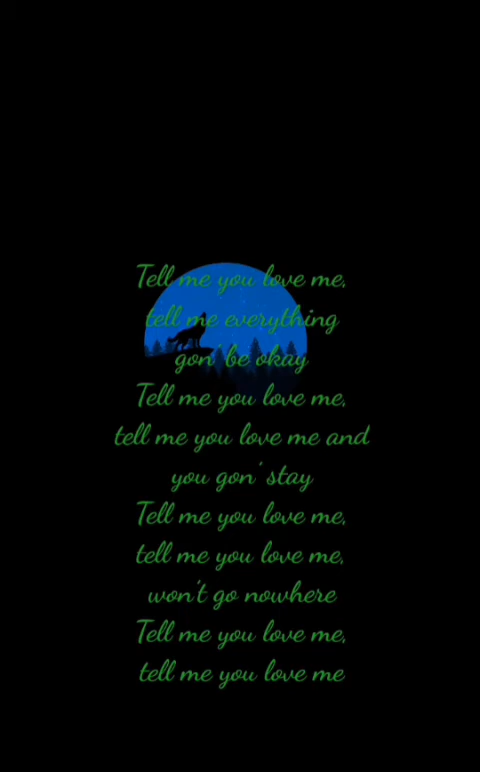 Tell me you love me,
tell me everything
gon' be okay
Tell me you love me,
tell me you love me and
you gon' stay
Tell me you love me,
tell me you love me,
won't go nowhere
Tell me you love me,
tell me you love me